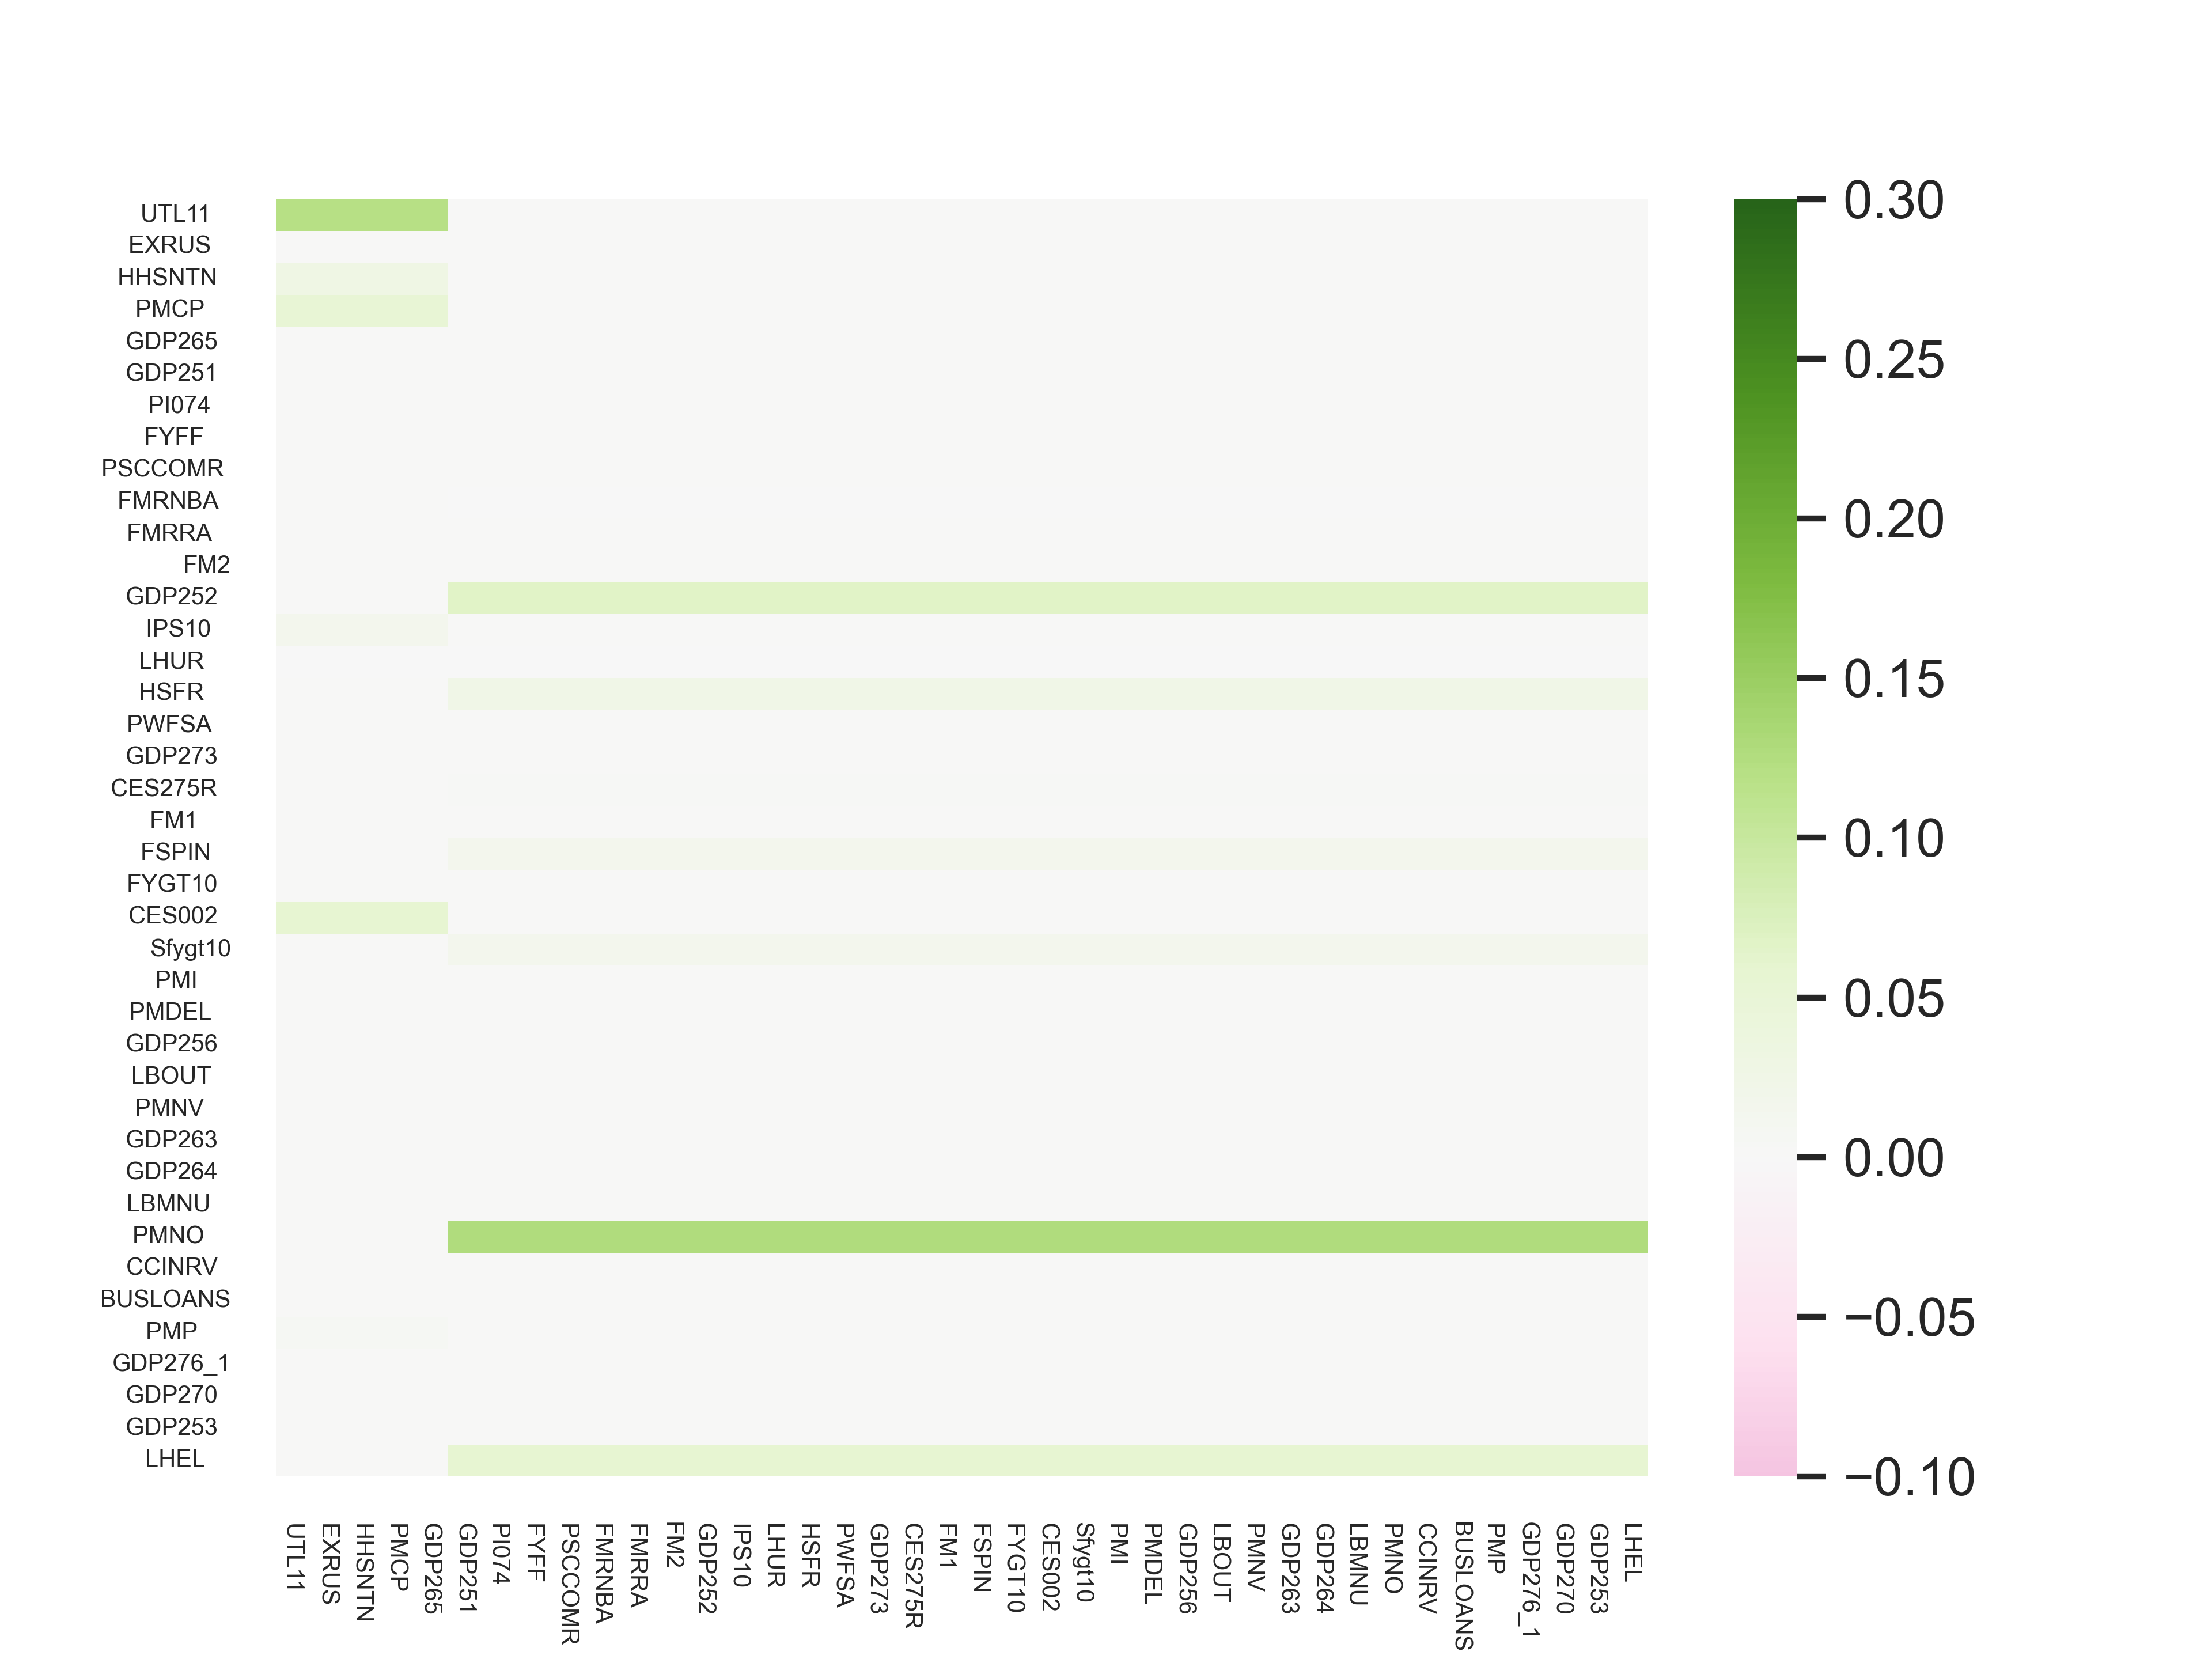 UTL11
EXRUS
HHSNTN
PMCP
GDP265
GDP251
PI074
FYFF
PSCCOMR
FMRNBA
FMRRA
FM2
GDP252
IPS10
LHUR
HSFR
PWFSA
GDP273
CES275R
FM1
FSPIN
FYGT10
CES002
Sfygt10
PMI
PMDEL
GDP256
LBOUT
PMNV
GDP263
GDP264
LBMNU
PMNO
CCINRV
BUSLOANS
PMP
GDP276_1
GDP270
GDP253
LHEL
UTL11
EXRUS
HHSNTN
PMCP
GDP265
GDP251
PI074
FYFF
PSCCOMR
FMRNBA
FMRRA
FM2
GDP252
IPS10
LHUR
HSFR
PWFSA
GDP273
CES275R
FM1
FSPIN
FYGT10
CES002
Sfygt10
PMI
PMDEL
GDP256
LBOUT
PMNV
GDP263
GDP264
LBMNU
PMNO
CCINRV
BUSLOANS
PMP
GDP276_1
GDP270
GDP253
LHEL
0.30
0.25
0.20
0.15
0.10
0.05
0.00
−0.05
−0.10